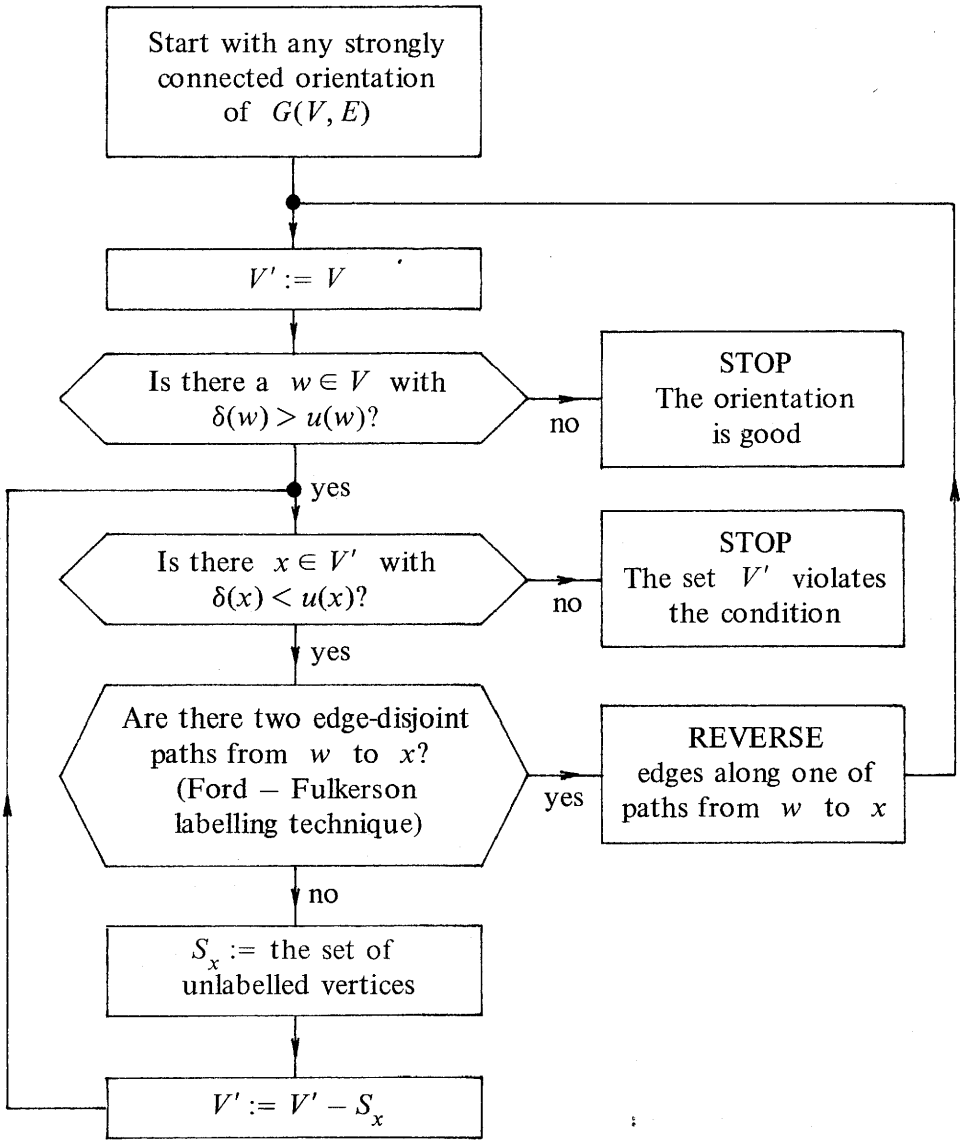 Start with any strongly
connected orientation
of G(V, E)
V' := V
Is there a w ∈ V with
δ(w) > u(w)?
no
STOP
The orientation
is good
yes
Is there x ∈ V' with
δ(x) < u(x)?
no
STOP
The set V' violates
the condition
yes
Are there two edge-disjoint
paths from w to x?
(Ford – Fulkerson
labelling technique)
yes
REVERSE
edges along one of
paths from w to x
no
Sₓ := the set of
unlabelled vertices
V' := V' − Sₓ